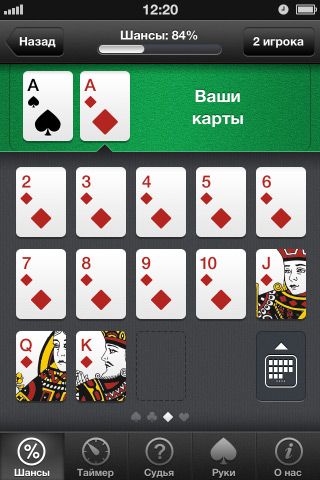 12:20
Назад
Шансы: 84%
2 игрока
A
A
Ваши
карты
2
3
4
5
6
7
8
9
10
J
Q
K
%
?
i
Шансы
Таймер
Судья
Руки
О нас